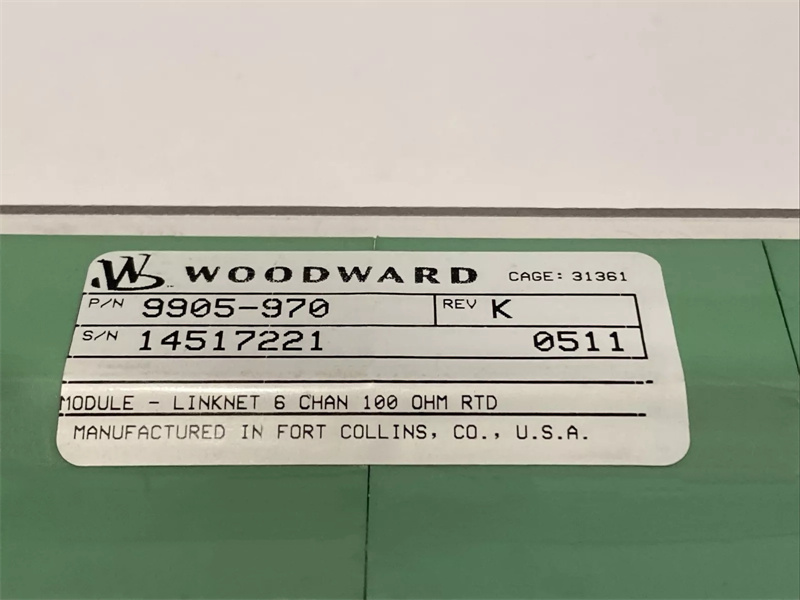 W WOODWARD CAGE: 31361
P/N 9905-970 REV K
S/N 14517221 0511
MODULE - LINKNET 6 CHAN 100 OHM RTD
MANUFACTURED IN FORT COLLINS, CO., U.S.A.